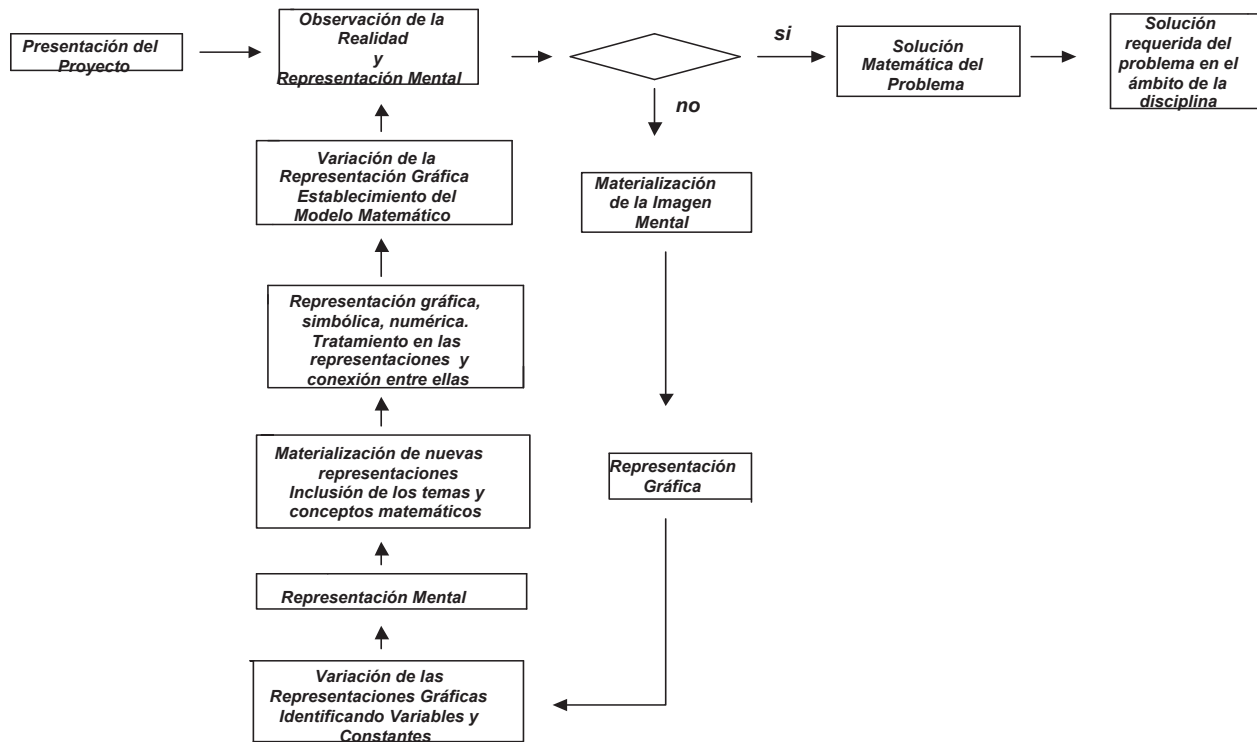 Presentación del
Proyecto
Observación de la
Realidad
y
Representación Mental
si
Solución
Matemática del
Problema
Solución
requerida del
problema en el
ámbito de la
disciplina
no
Materialización
de la Imagen
Mental
Representación
Gráfica
Variación de las
Representaciones Gráficas
Identificando Variables y
Constantes
Representación Mental
Materialización de nuevas
representaciones
Inclusión de los temas y
conceptos matemáticos
Representación gráfica,
simbólica, numérica.
Tratamiento en las
representaciones y
conexión entre ellas
Variación de la
Representación Gráfica
Establecimiento del
Modelo Matemático